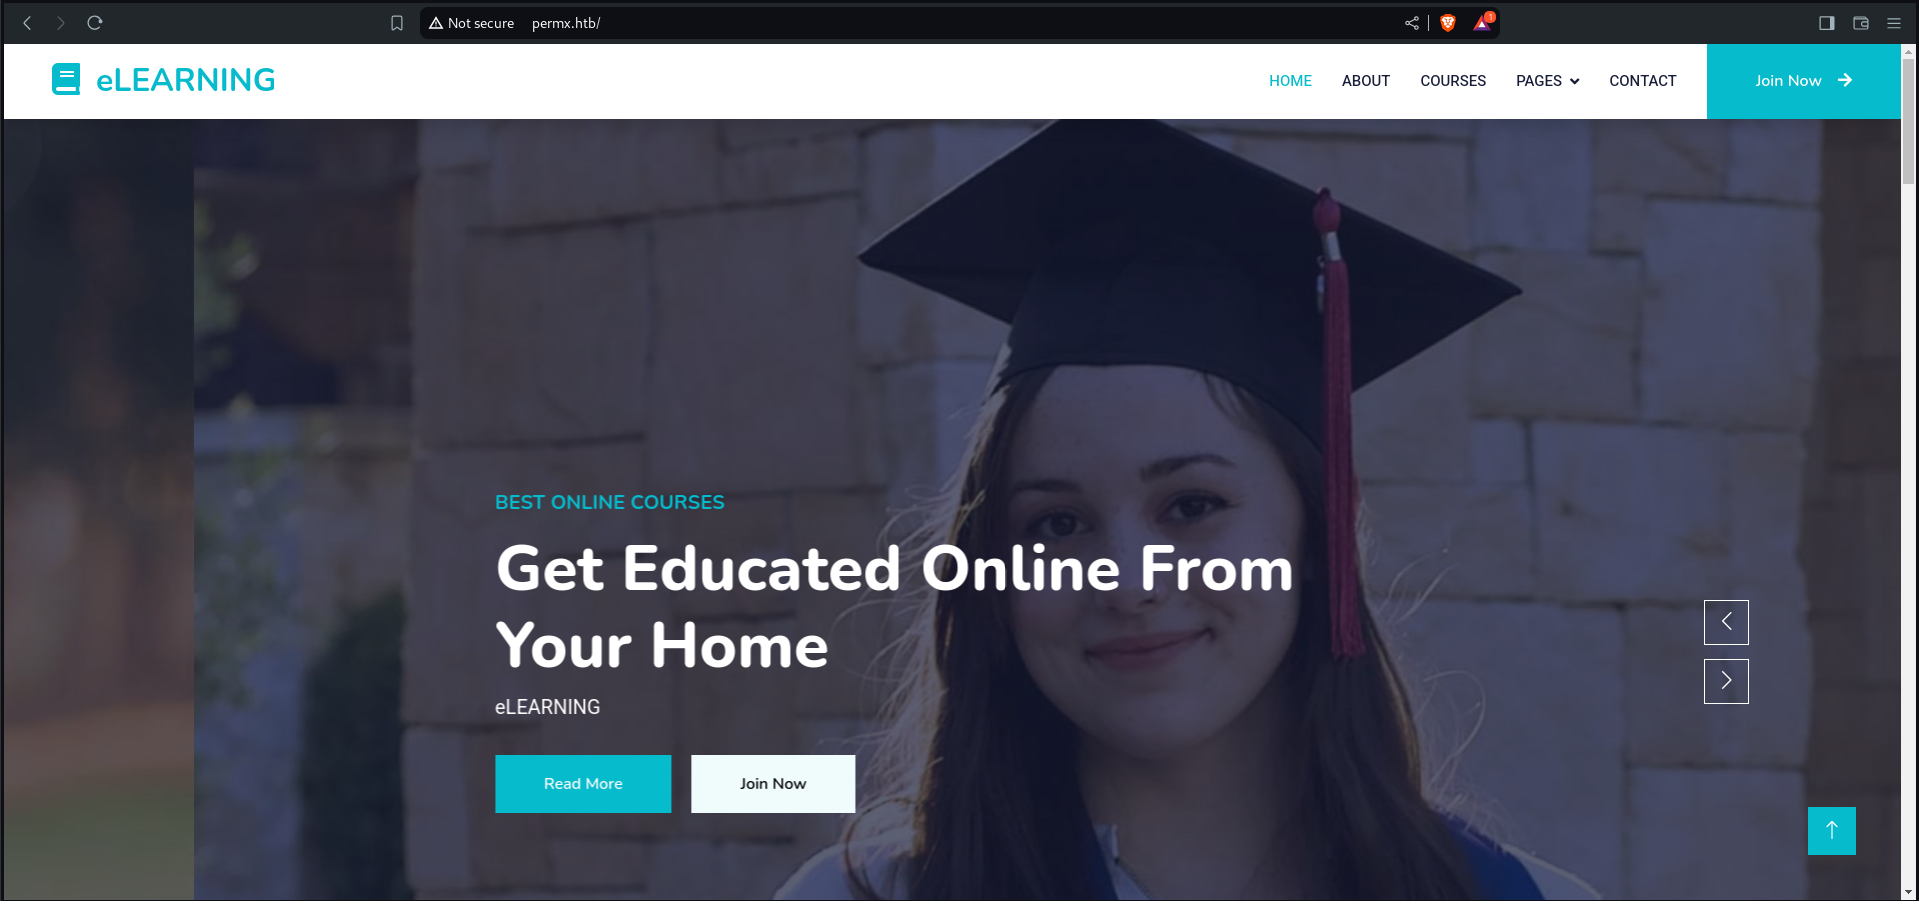 Not secure permx.htb/
1
eLEARNING
HOME ABOUT COURSES PAGES CONTACT Join Now
BEST ONLINE COURSES
Get Educated Online From
Your Home
eLEARNING
Read More Join Now